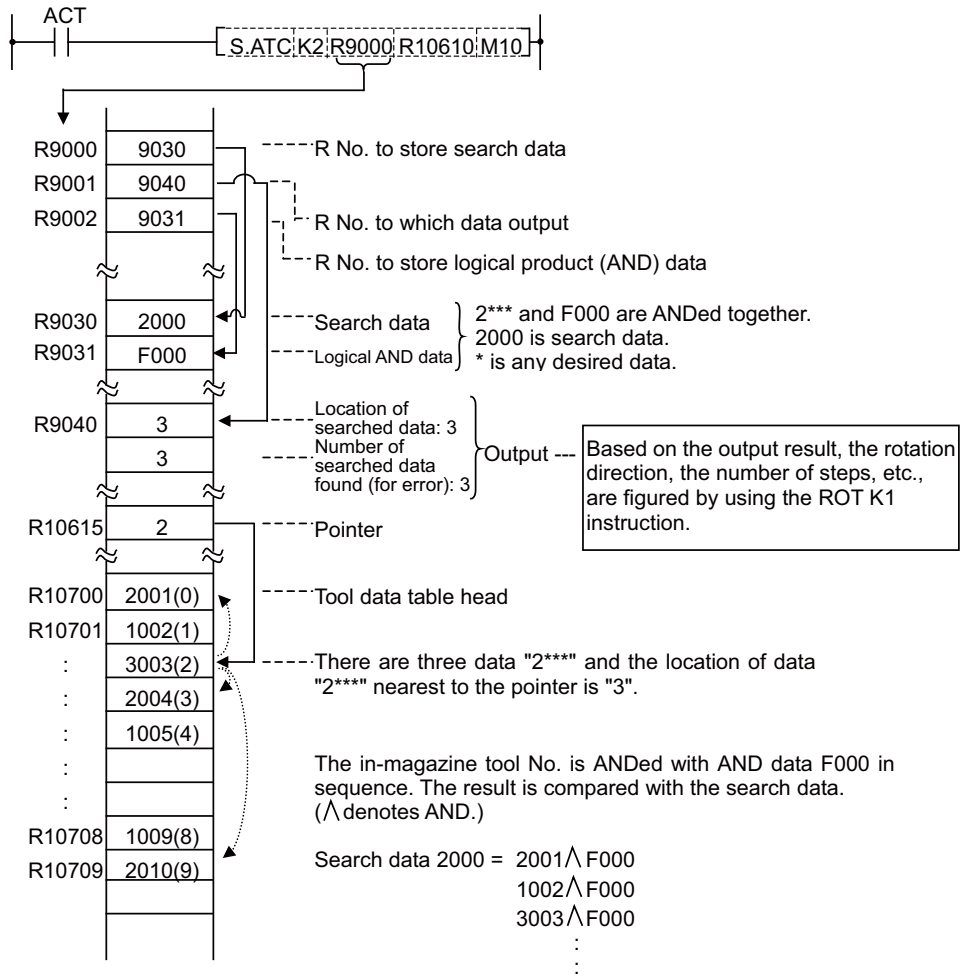 ACT
S.ATC K2 R9000 R10610 M10
R9000 9030 R No. to store search data
R9001 9040
R9002 9031 R No. to which data output
R No. to store logical product (AND) data
R9030 2000 Search data
R9031 F000 Logical AND data
2*** and F000 are ANDed together.
2000 is search data.
* is any desired data.
R9040 3 Location of
searched data: 3
3 Number of
searched data
found (for error): 3
Output ---
Based on the output result, the rotation
direction, the number of steps, etc.,
are figured by using the ROT K1
instruction.
R10615 2 Pointer
R10700 2001(0) Tool data table head
R10701 1002(1)
: 3003(2) There are three data "2***" and the location of data
: 2004(3) "2***" nearest to the pointer is "3".
: 1005(4)
:
:
The in-magazine tool No. is ANDed with AND data F000 in
sequence. The result is compared with the search data.
(⋀ denotes AND.)
R10708 1009(8)
R10709 2010(9)
Search data 2000 = 2001⋀F000
1002⋀F000
3003⋀F000
:
: